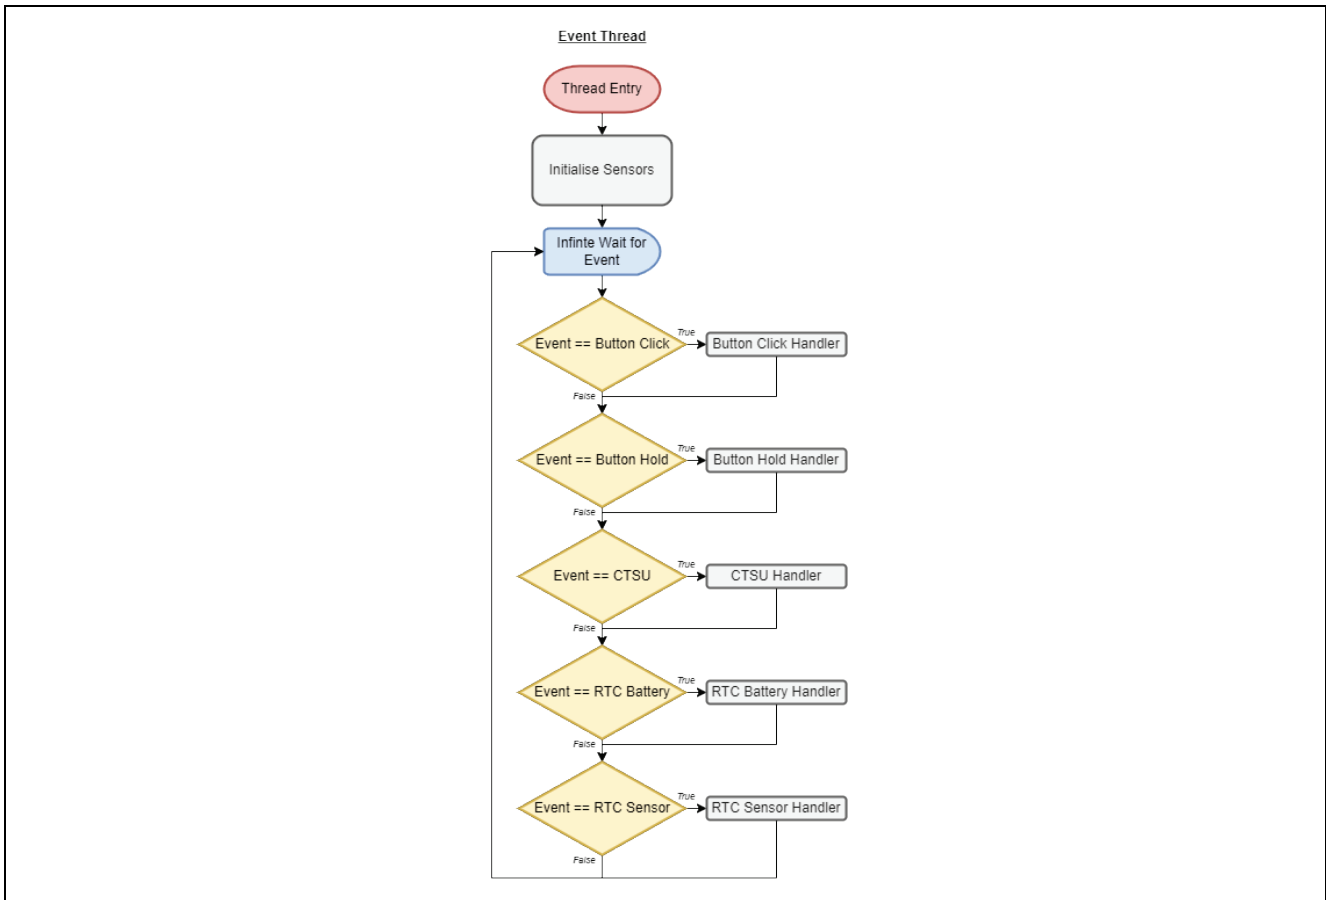 Event Thread
Thread Entry
Initialise Sensors
Infinte Wait for
Event
Event == Button Click
True
Button Click Handler
False
Event == Button Hold
True
Button Hold Handler
False
Event == CTSU
True
CTSU Handler
False
Event == RTC Battery
True
RTC Battery Handler
False
Event == RTC Sensor
True
RTC Sensor Handler
False